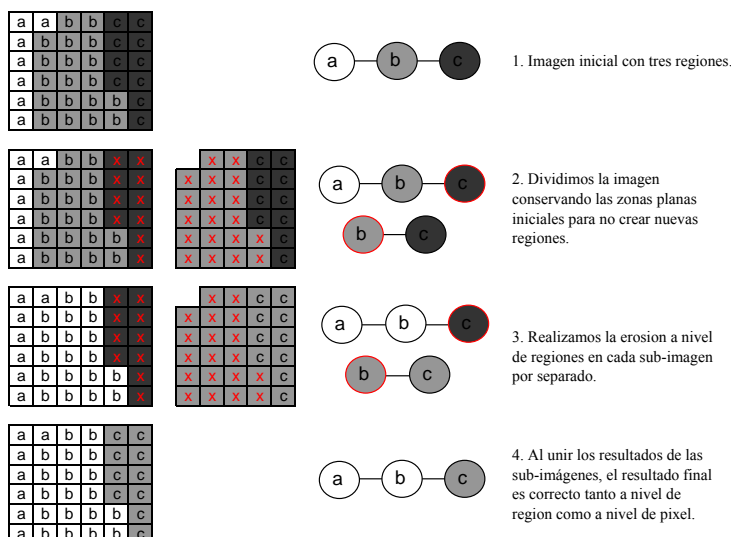 a a b b c c
a b b b c c
a b b b c c
a b b b c c
a b b b b c
a b b b b c
a b c
1. Imagen inicial con tres regiones.
a a b b x x
a b b b x x
a b b b x x
a b b b x x
a b b b b x
a b b b b x
x x c c
x x x c c
x x x c c
x x x c c
x x x x c
x x x x c
a b c
b c
2. Dividimos la imagen
conservando las zonas planas
iniciales para no crear nuevas
regiones.
a a b b x x
a b b b x x
a b b b x x
a b b b x x
a b b b b x
a b b b b x
x x c c
x x x c c
x x x c c
x x x c c
x x x x c
x x x x c
a b c
b c
3. Realizamos la erosion a nivel
de regiones en cada sub-imagen
por separado.
a a b b c c
a b b b c c
a b b b c c
a b b b c c
a b b b b c
a b b b b c
a b c
4. Al unir los resultados de las
sub-imágenes, el resultado final
es correcto tanto a nivel de
region como a nivel de pixel.